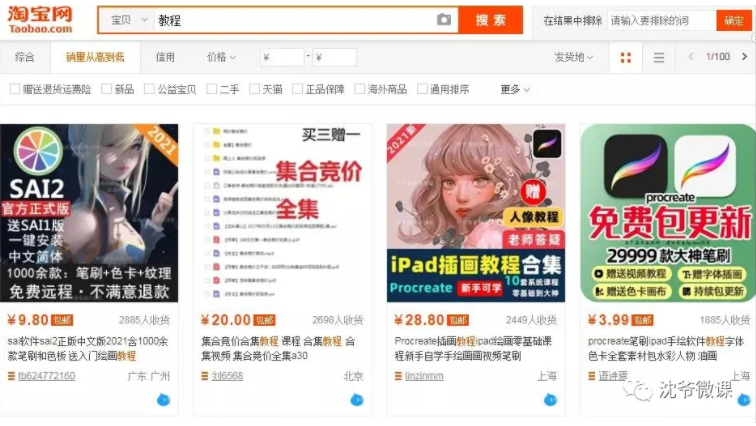 淘宝网
Taobao.com
宝贝
教程
搜索
在结果中排除
请输入要排除的词
确定
综合
销量从高到低
信用
价格
¥
-
¥
发货地
1/100
赠送退货运费险
新品
公益宝贝
二手
天猫
正品保障
海外商品
通用排序
更多
2021
SAI2
官方正式版
送SAI1版
一键安装
中文简体
1000余款：笔刷+色卡+纹理
免费远程·不满意退款
买三赠一
集合竞价
全集
2021新
赠
人像教程
老师答疑
iPad插画教程合集
Procreate
新手可学
10套系统课程
零基础到大神
procreate
免费包更新
29999款大神笔刷
赠送视频教程
赠字体插画
赠送色卡画布
持续包更新
¥9.80
包邮
2885人收货
¥20.00
包邮
2698人收货
¥28.80
包邮
2449人收货
¥3.99
包邮
1885人收货
sai软件sai2正版中文版2021含1000余
款笔刷和色板 送入门绘画教程
集合竞价合集教程 课程 合集教程 合
集视频 集合竞价全集a30
Procreate插画教程ipad绘画零基础课
程新手自学手绘画画视频笔刷
procreate笔刷ipad手绘软件教程字体
色卡全套素材包水彩人物 油画
tb624772160
广东 广州
刘6568
北京
linzinmm
上海
上海
沈爷微课